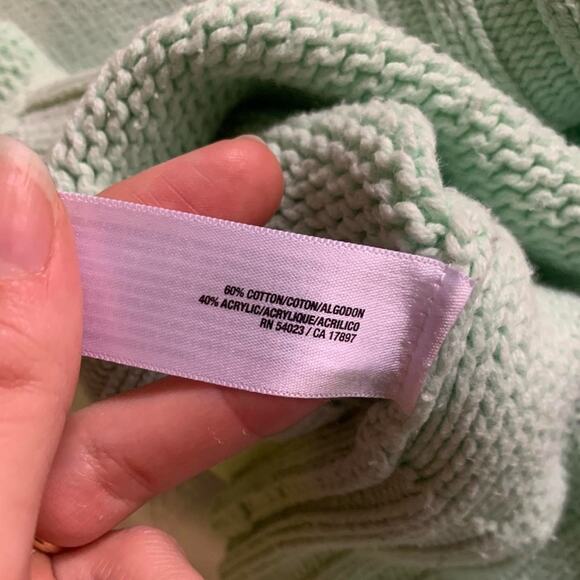 60% COTTON/COTON/ALGODON
40% ACRYLIC/ACRYLIQUE/ACRILICO
RN 54023 / CA 17897